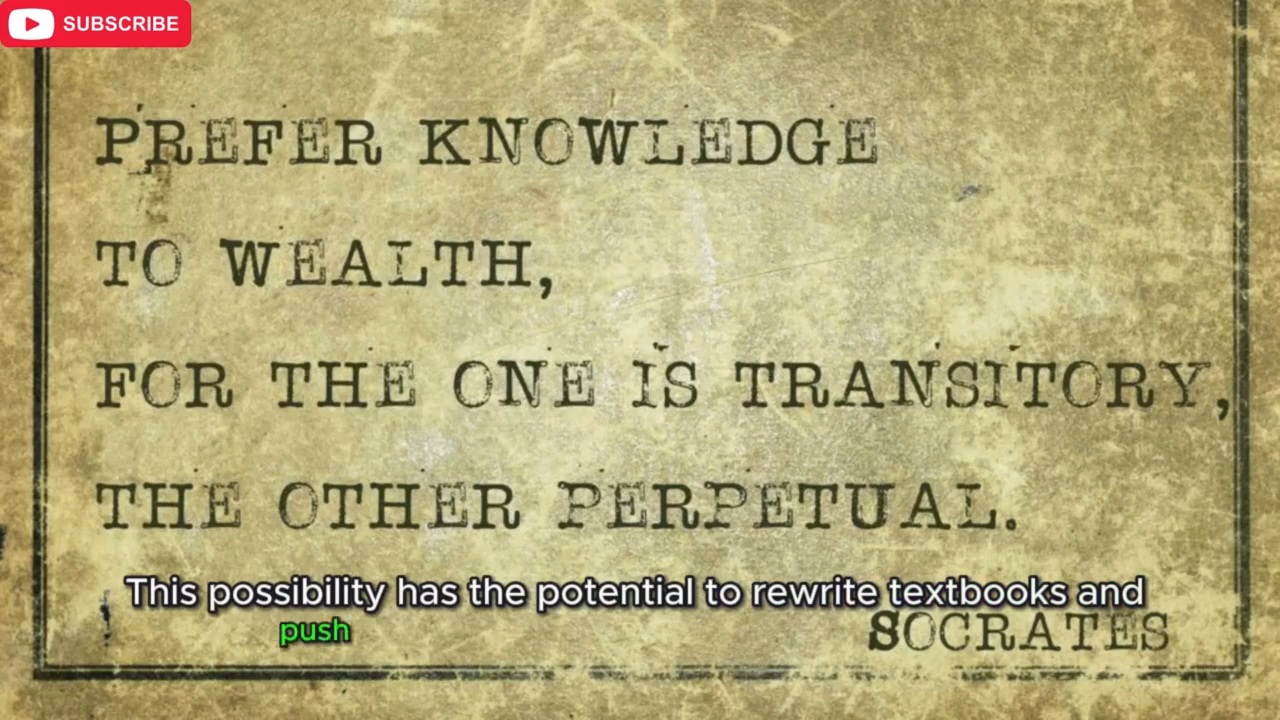 SUBSCRIBE
PREFER KNOWLEDGE
TO WEALTH,
FOR THE ONE IS TRANSITORY,
THE OTHER PERPETUAL.
This possibility has the potential to rewrite textbooks and
push
SOCRATES